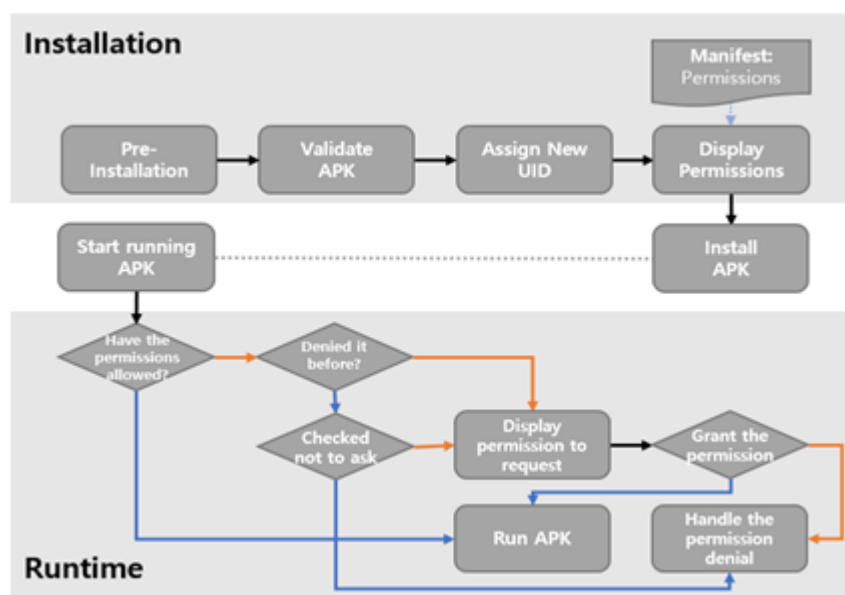 Installation
Manifest:
Permissions
Pre-
Installation
Validate
APK
Assign New
UID
Display
Permissions
Start running
APK
Install
APK
Have the
permissions
allowed?
Denied it
before?
Checked
not to ask
Display
permission to
request
Grant the
permission
Run APK
Handle the
permission
denial
Runtime